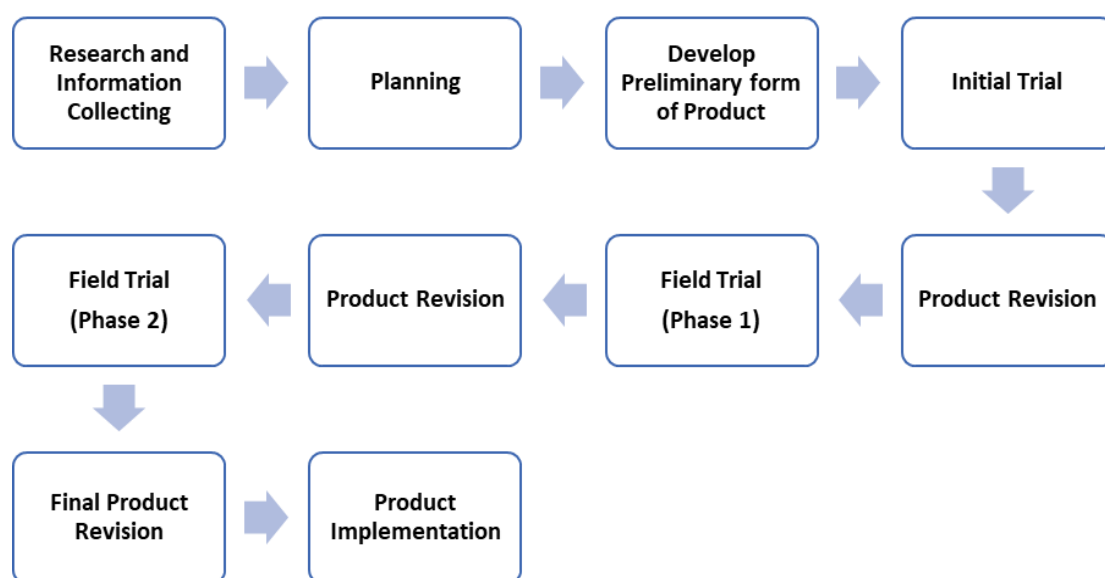 Research and
Information
Collecting
Planning
Develop
Preliminary form
of Product
Initial Trial
Product Revision
Field Trial
(Phase 1)
Product Revision
Field Trial
(Phase 2)
Final Product
Revision
Product
Implementation